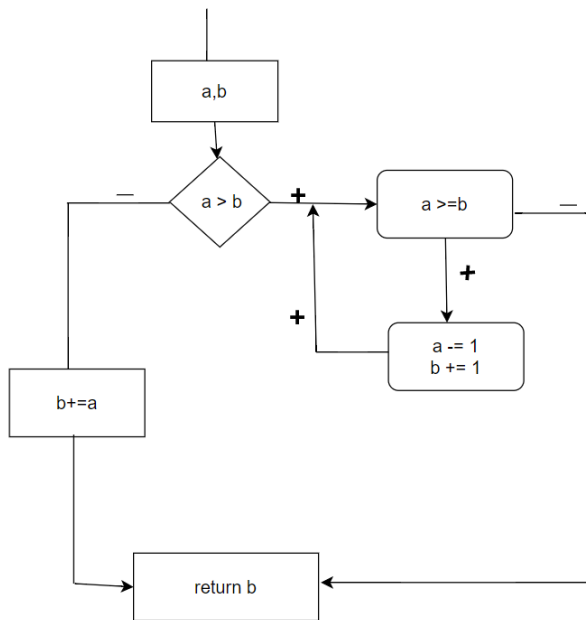 a,b
—
a > b
+
a >=b
—
+
+
a -= 1
b += 1
b+=a
return b